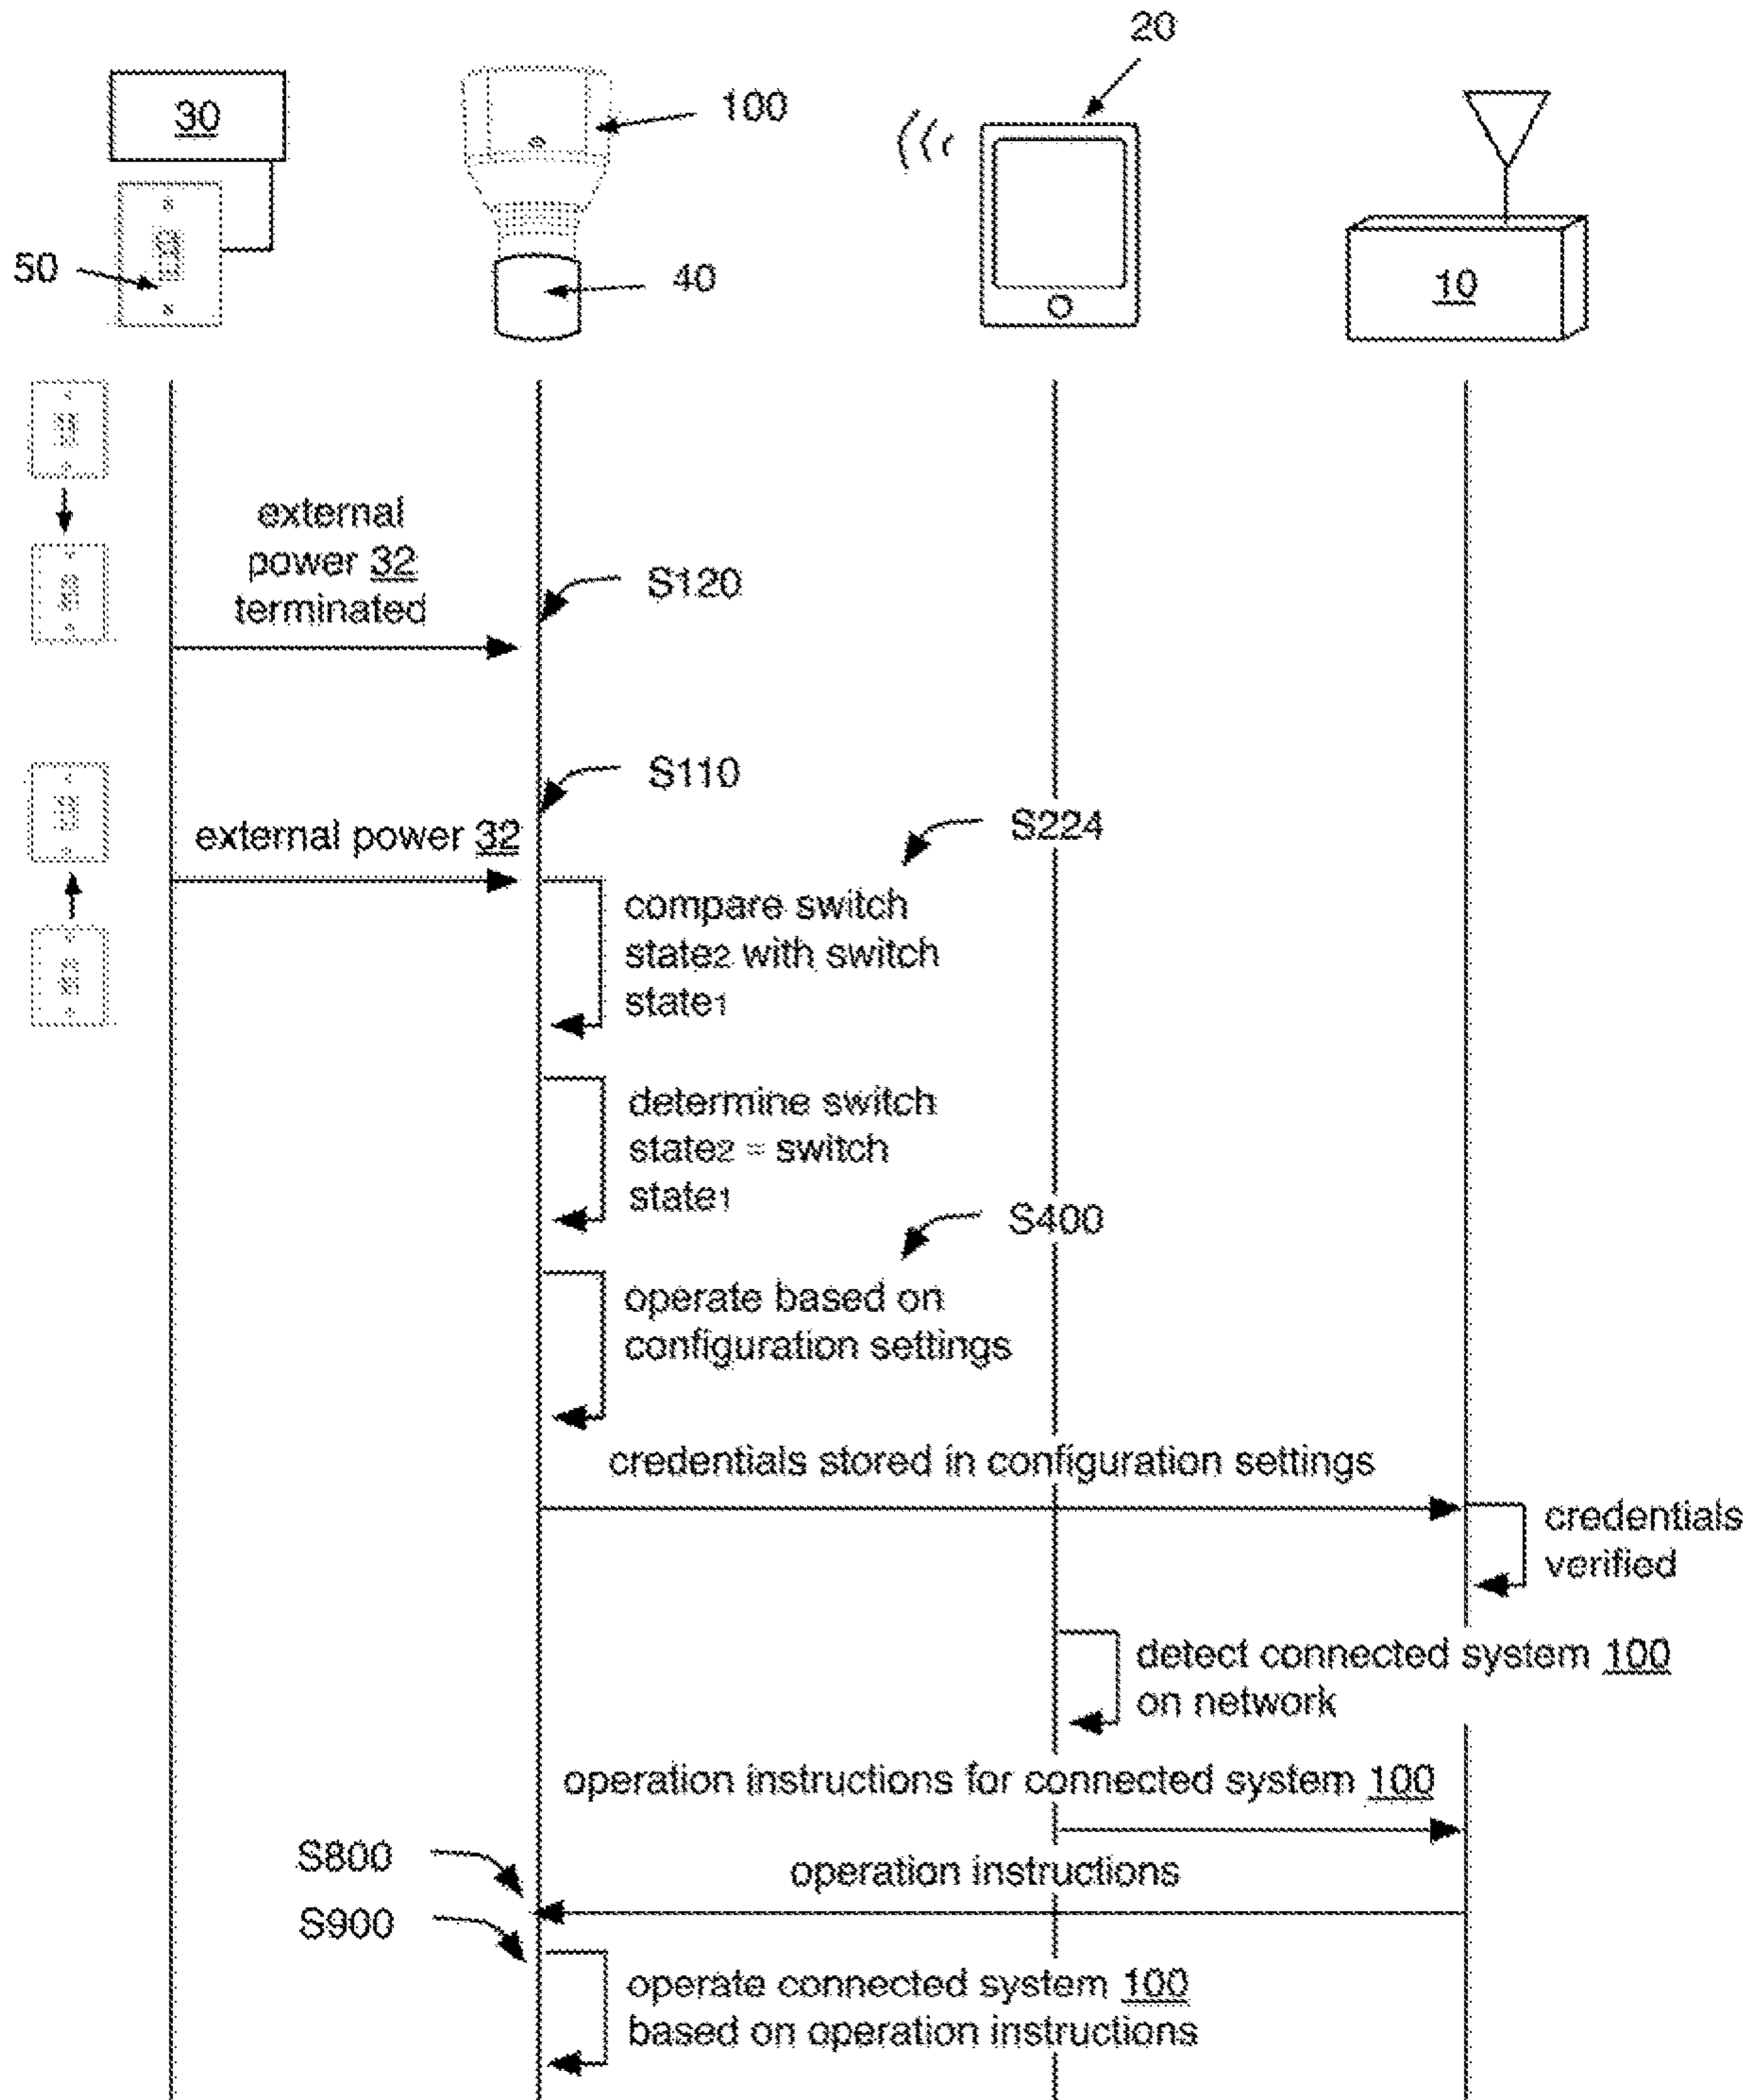 20
30
100
50
40
10
external
power 32
terminated
S120
S110
external power 32
S224
compare switch
state2 with switch
state1
determine switch
state2 = switch
state1
S400
operate based on
configuration settings
credentials stored in configuration settings
credentials
verified
detect connected system 100
on network
operation instructions for connected system 100
S800
operation instructions
S900
operate connected system 100
based on operation instructions